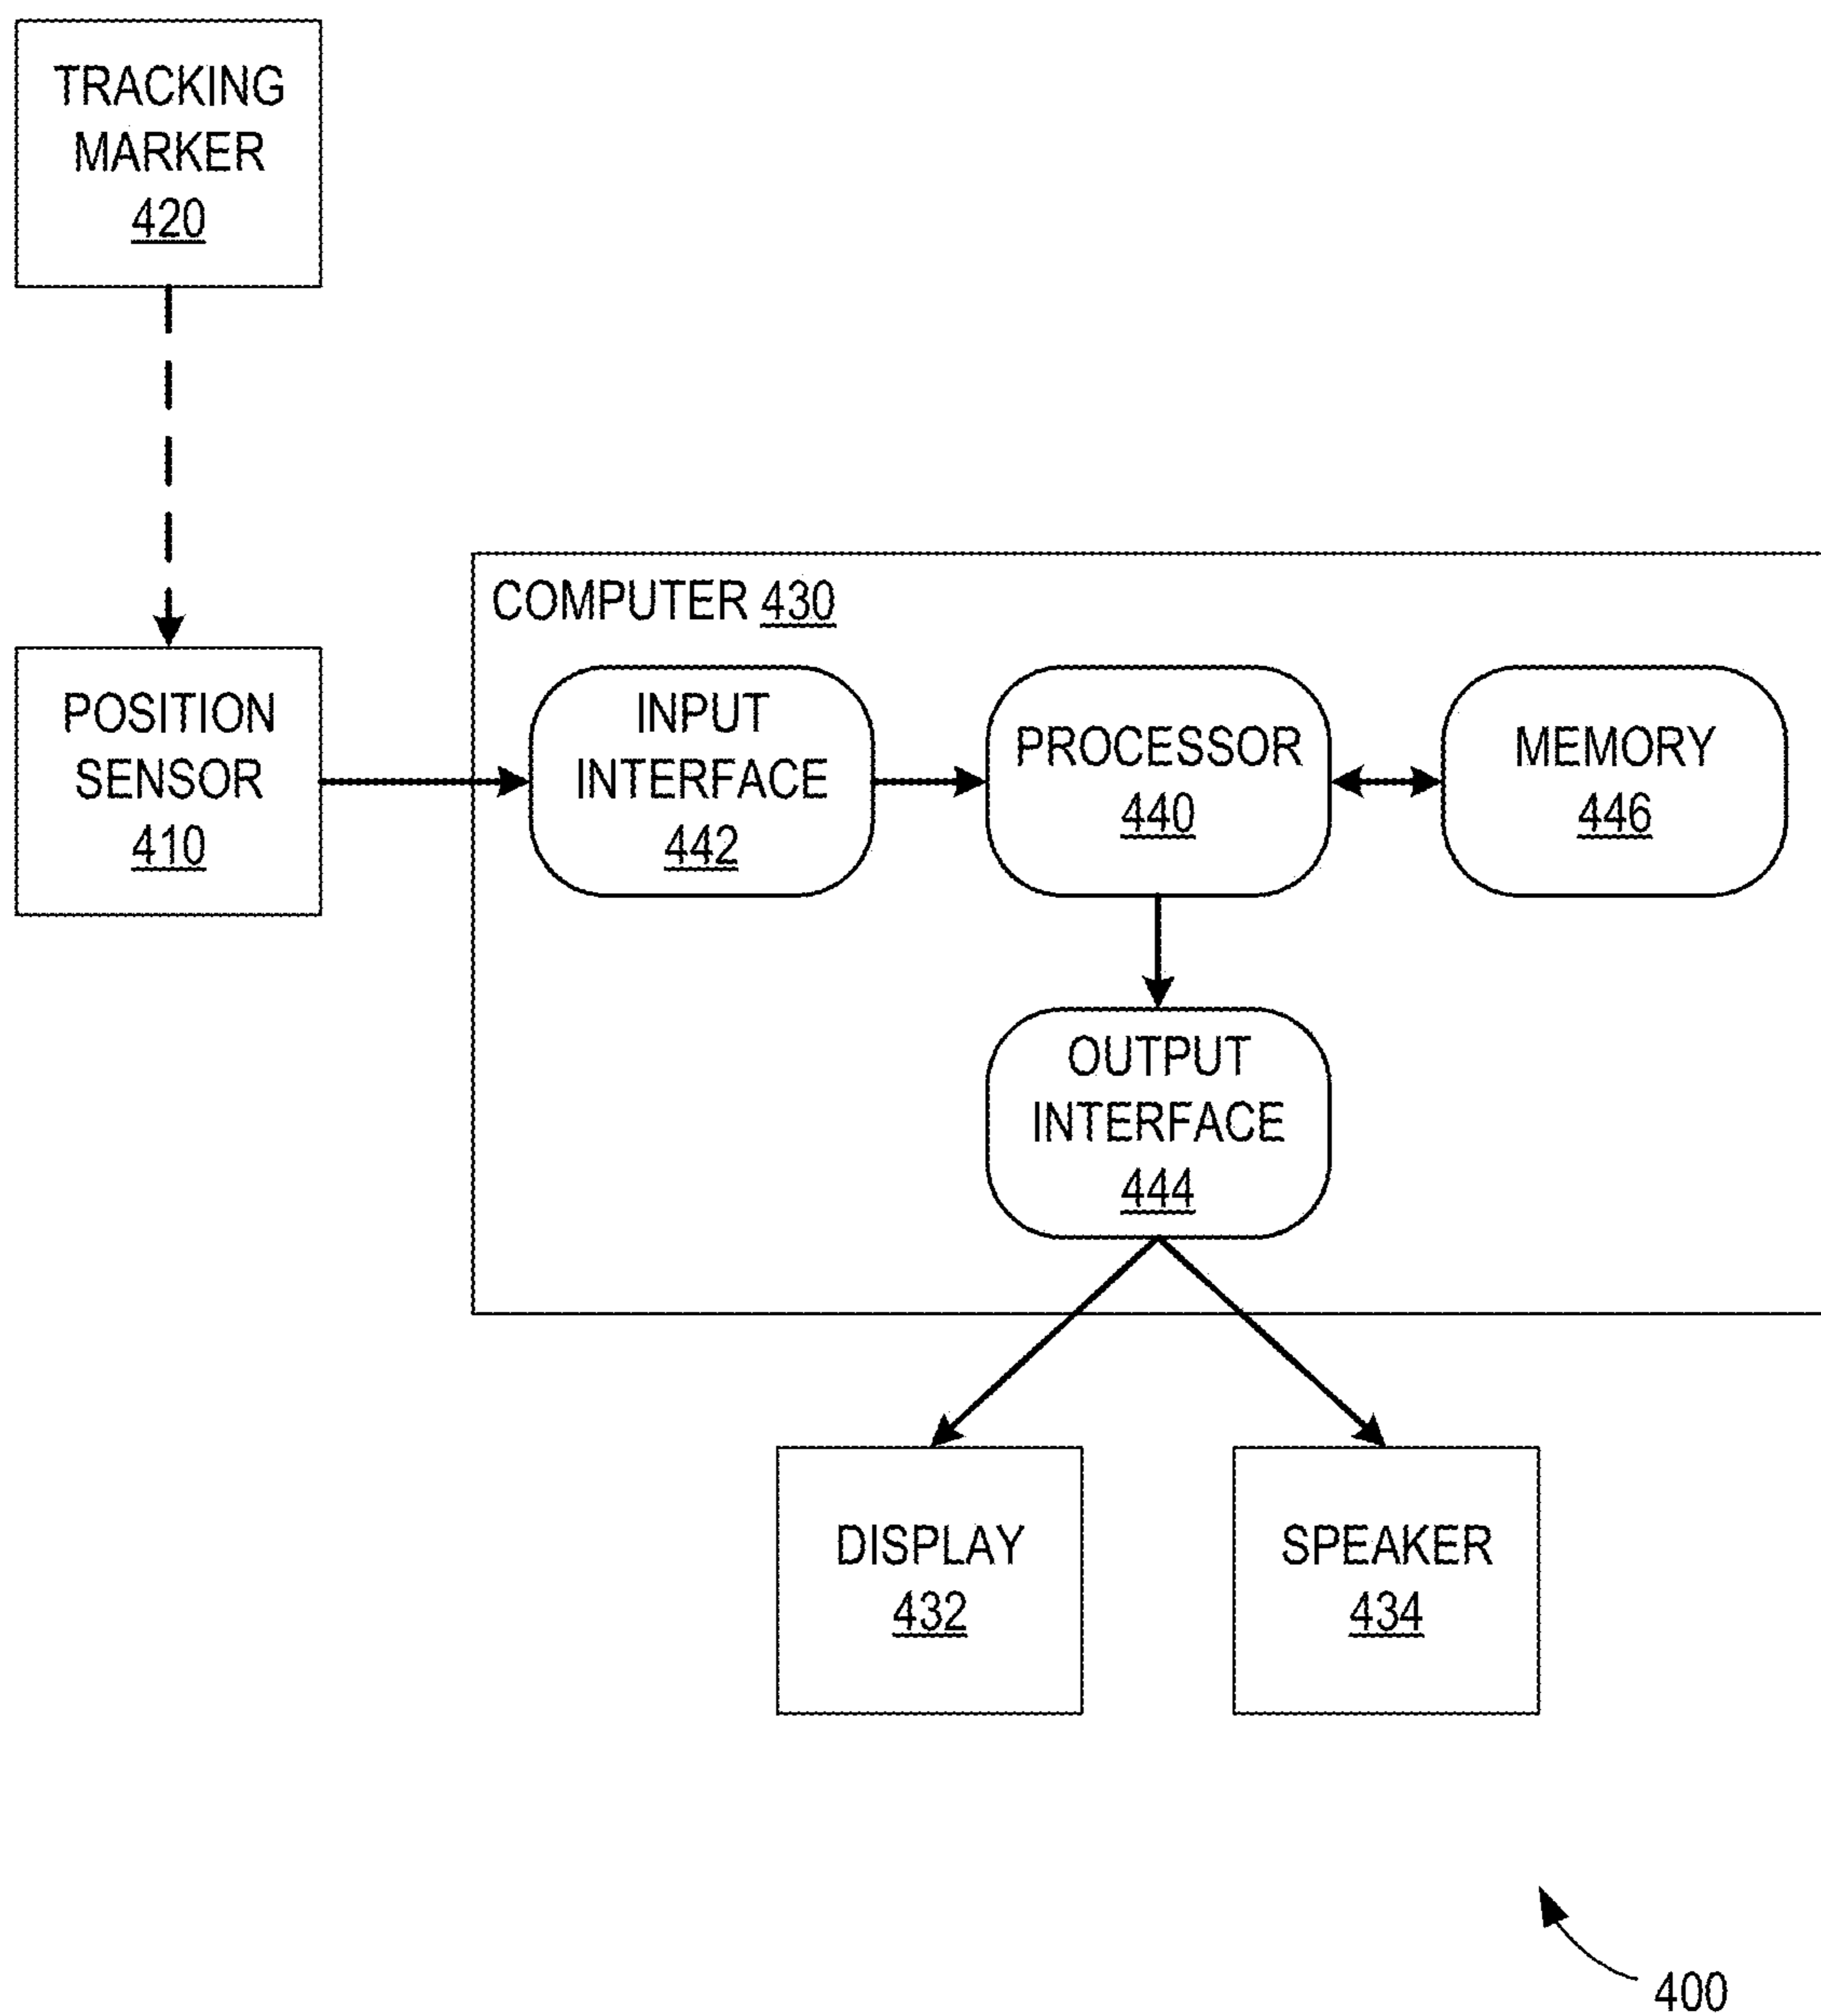 TRACKING
MARKER
420
COMPUTER 430
POSITION
SENSOR
410
INPUT
INTERFACE
442
PROCESSOR
440
MEMORY
446
OUTPUT
INTERFACE
444
DISPLAY
432
SPEAKER
434
400